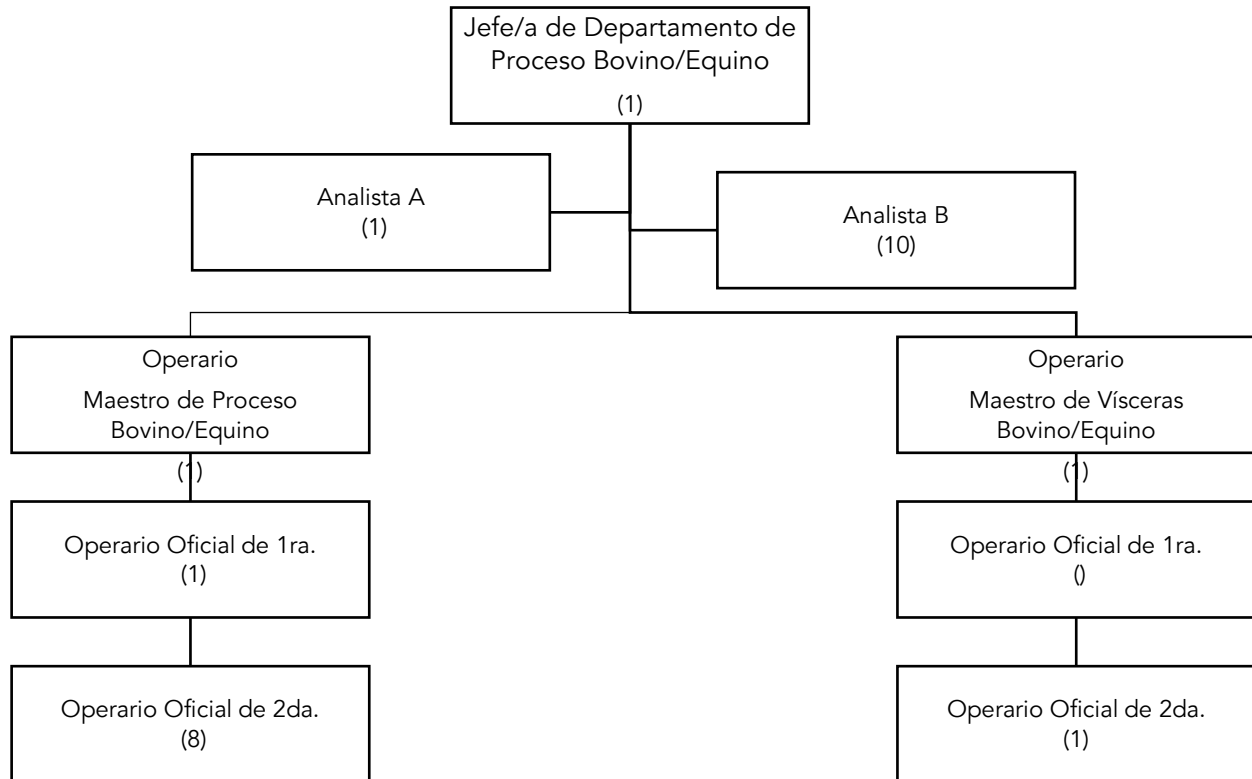 Jefe/a de Departamento de
Proceso Bovino/Equino
(1)
Analista A
(1)
Analista B
(10)
Operario
Maestro de Proceso
Bovino/Equino
(1)
Operario
Maestro de Vísceras
Bovino/Equino
(1)
Operario Oficial de 1ra.
(1)
Operario Oficial de 1ra.
()
Operario Oficial de 2da.
(8)
Operario Oficial de 2da.
(1)